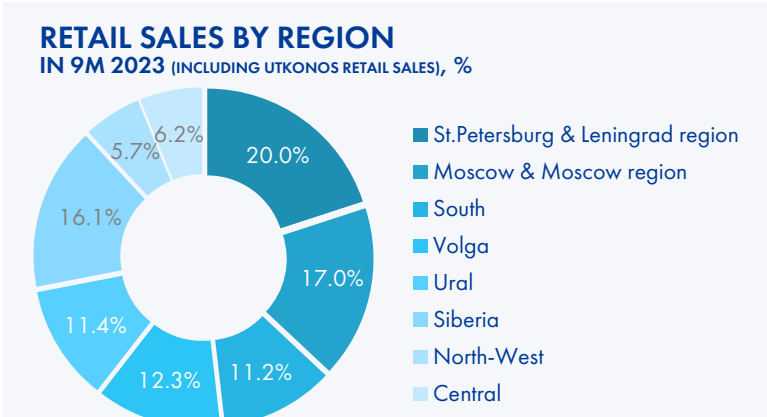 RETAIL SALES BY REGION
IN 9M 2023 (INCLUDING UTKONOS RETAIL SALES), %
6.2%
5.7%
20.0%
16.1%
17.0%
11.4%
12.3%
11.2%
St.Petersburg & Leningrad region
Moscow & Moscow region
South
Volga
Ural
Siberia
North-West
Central